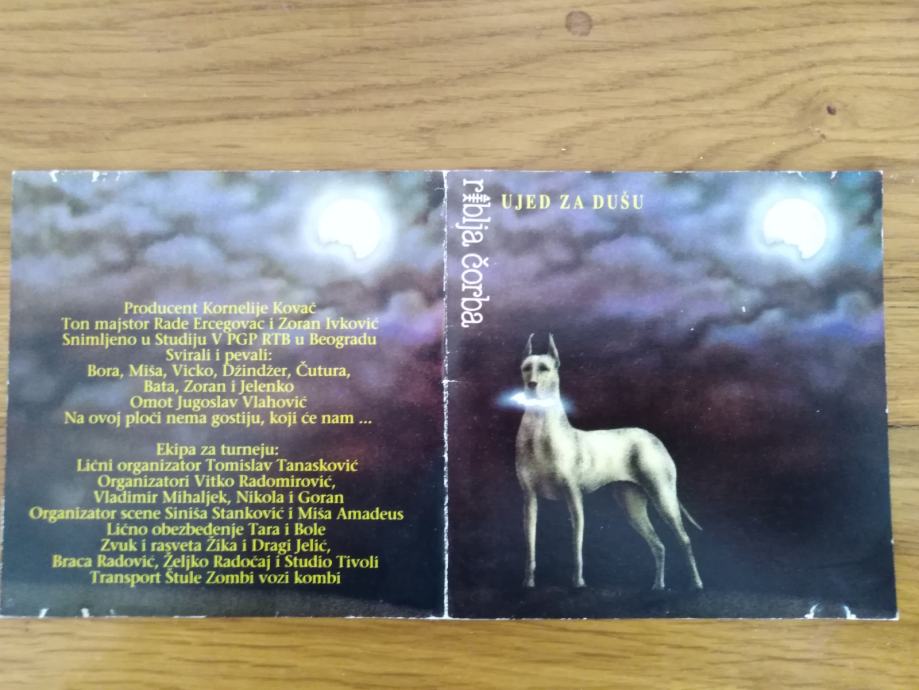 Producent Kornelije Kovač
Ton majstor Rade Ercegovac i Zoran Ivković
Snimljeno u Studiju V PGP RTB u Beogradu
Svirali i pevali:
Bora, Miša, Vicko, Džindžer, Čutura,
Bata, Zoran i Jelenko
Omot Jugoslav Vlahović
Na ovoj ploči nema gostiju, koji će nam ...
Ekipa za turneju:
Lični organizator Tomislav Tanasković
Organizatori Vitko Radomirović,
Vladimir Mihaljek, Nikola i Goran
Organizator scene Siniša Stanković i Miša Amadeus
Lično obezbeđenje Tara i Bole
Zvuk i rasveta Žika i Dragi Jelić,
Braca Radović, Željko Radočaj i Studio Tivoli
Transport Štule Zombi vozi kombi
riblja čorba
UJED ZA DUŠU